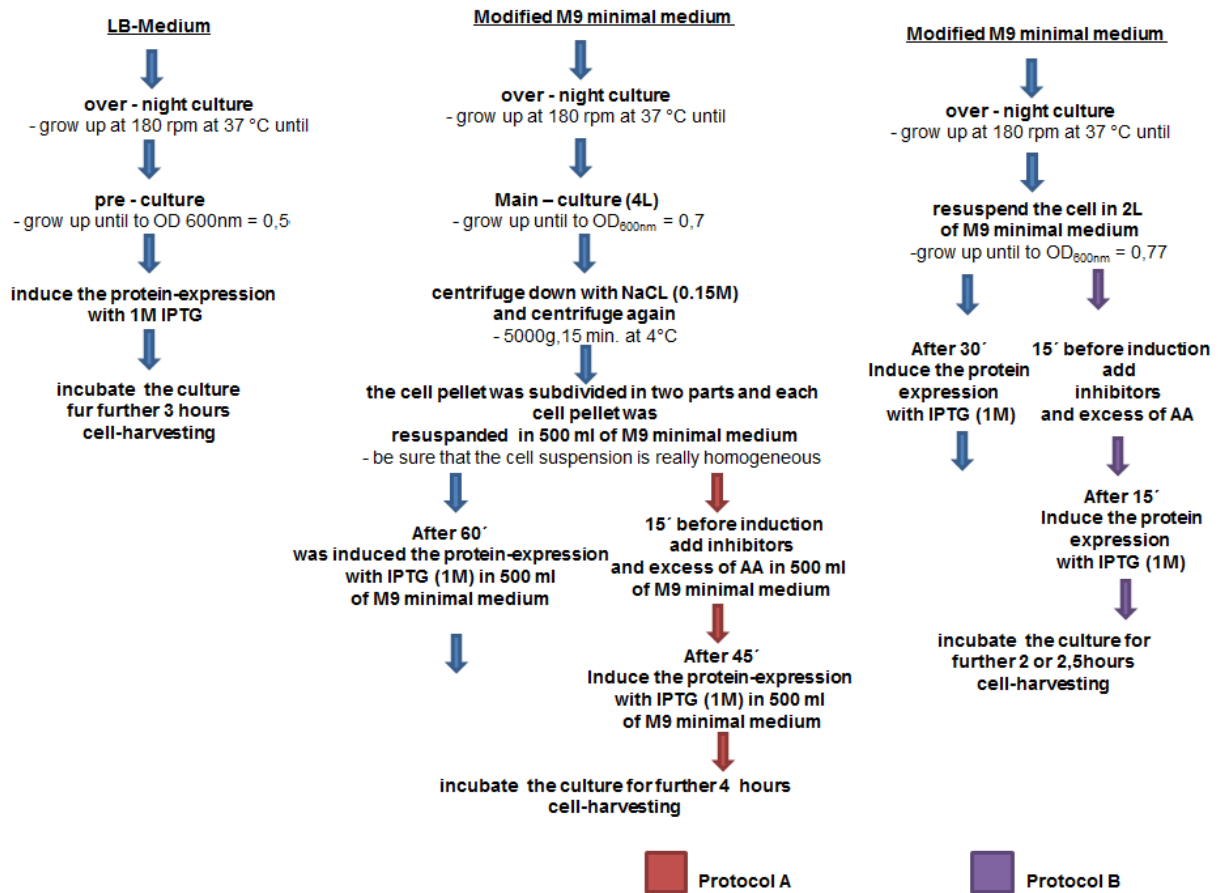 LB-Medium
over - night culture
- grow up at 180 rpm at 37 °C until
pre - culture
- grow up until to OD 600nm = 0,5
induce the protein-expression
with 1M IPTG
incubate the culture
fur further 3 hours
cell-harvesting
Modified M9 minimal medium
over - night culture
- grow up at 180 rpm at 37 °C until
Main – culture (4L)
- grow up until to OD600nm = 0,7
centrifuge down with NaCL (0.15M)
and centrifuge again
- 5000g,15 min. at 4°C
the cell pellet was subdivided in two parts and each
cell pellet was
resuspanded in 500 ml of M9 minimal medium
- be sure that the cell suspension is really homogeneous
After 60´
was induced the protein-expression
with IPTG (1M) in 500 ml
of M9 minimal medium
15´ before induction
add inhibitors
and excess of AA in 500 ml
of M9 minimal medium
After 45´
Induce the protein-expression
with IPTG (1M) in 500 ml
of M9 minimal medium
incubate the culture for further 4 hours
cell-harvesting
Modified M9 minimal medium
over - night culture
- grow up at 180 rpm at 37 °C until
resuspend the cell in 2L
of M9 minimal medium
-grow up until to OD600nm = 0,77
After 30´
Induce the protein
expression
with IPTG (1M)
15´ before induction
add
inhibitors
and excess of AA
After 15´
Induce the protein
expression
with IPTG (1M)
incubate the culture for
further 2 or 2,5hours
cell-harvesting
Protocol A
Protocol B